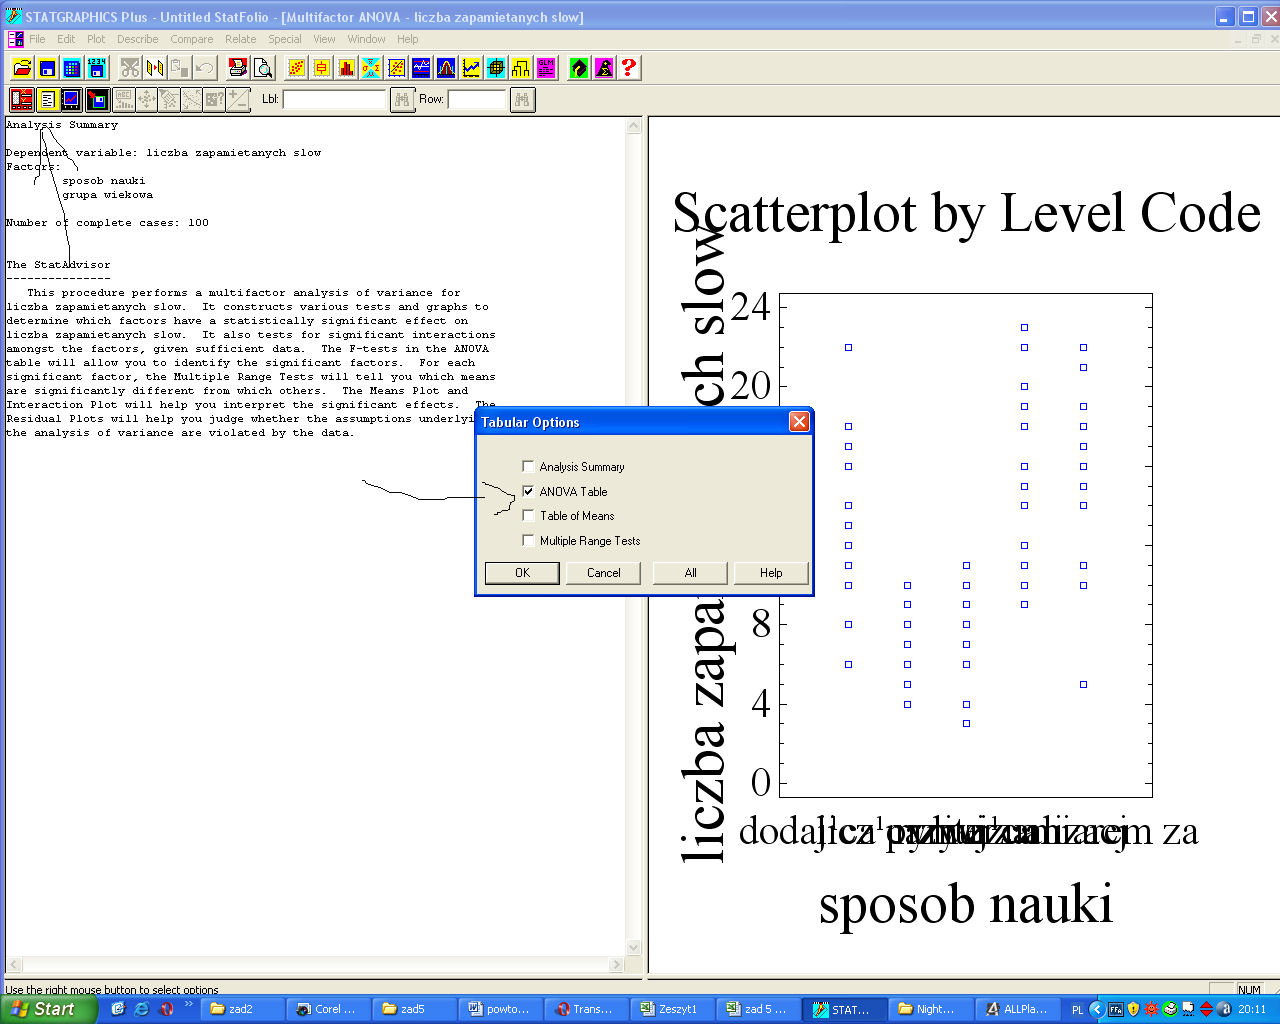 STATGRAPHICS Plus - Untitled StatFolio - [Multifactor ANOVA - liczba zapamietanych slow]
File Edit Plot Describe Compare Relate Special View Window Help
1234
GLM
Lbl: Row:
Analysis Summary
Dependent variable: liczba zapamietanych slow
Factors:
sposob nauki
grupa wiekowa
Number of complete cases: 100
The StatAdvisor
----------------
This procedure performs a multifactor analysis of variance for
liczba zapamietanych slow. It constructs various tests and graphs to
determine which factors have a statistically significant effect on
liczba zapamietanych slow. It also tests for significant interactions
amongst the factors, given sufficient data. The F-tests in the ANOVA
table will allow you to identify the significant factors. For each
significant factor, the Multiple Range Tests will tell you which means
are significantly different from which others. The Means Plot and
Interaction Plot will help you interpret the significant effects. The
Residual Plots will help you judge whether the assumptions underlyi
the analysis of variance are violated by the data.
Scatterplot by Level Code
24
20
8
4
0
liczba zapa
ch slow
sposob nauki
Tabular Options
Analysis Summary
ANOVA Table
Table of Means
Multiple Range Tests
OK Cancel All Help
Use the right mouse button to select options
NUM
Start
zad2
Corel ...
zad5
powto...
Trans...
Zeszyt1
zad 5 ...
STAT...
Night...
ALLPla...
PL
20:11